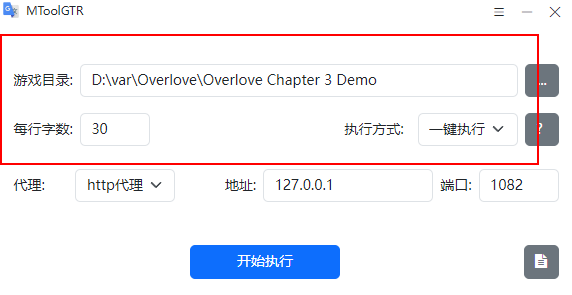 MToolGTR
游戏目录: D:\var\Overlove\Overlove Chapter 3 Demo ...
每行字数: 30 执行方式: 一键执行 ?
代理: http代理 地址: 127.0.0.1 端口: 1082
开始执行